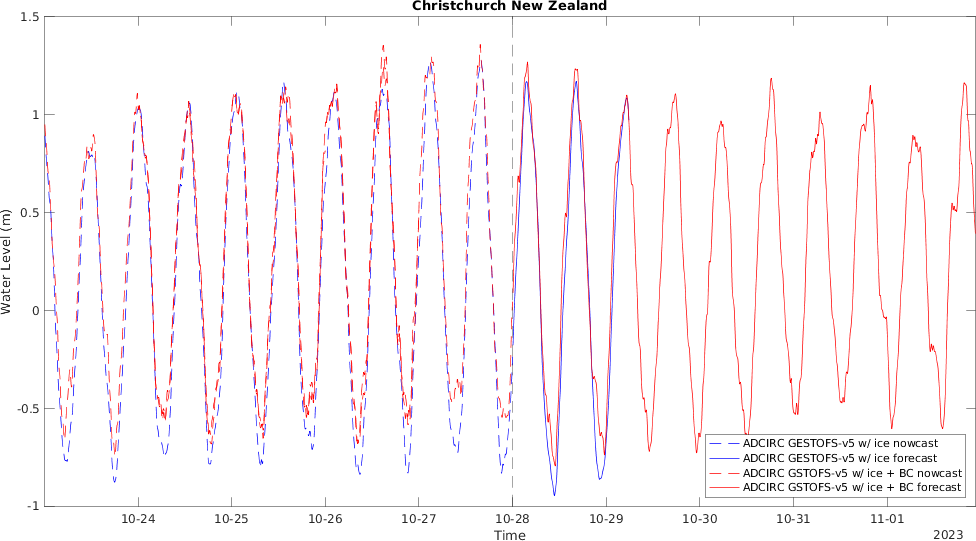 Christchurch New Zealand
1.5
1
0.5
0
-0.5
-1
Water Level (m)
10-24
10-25
10-26
10-27
10-28
10-29
10-30
10-31
11-01
Time
2023
ADCIRC GESTOFS-v5 w/ ice nowcast
ADCIRC GESTOFS-v5 w/ ice forecast
ADCIRC GSTOFS-v5 w/ ice + BC nowcast
ADCIRC GSTOFS-v5 w/ ice + BC forecast